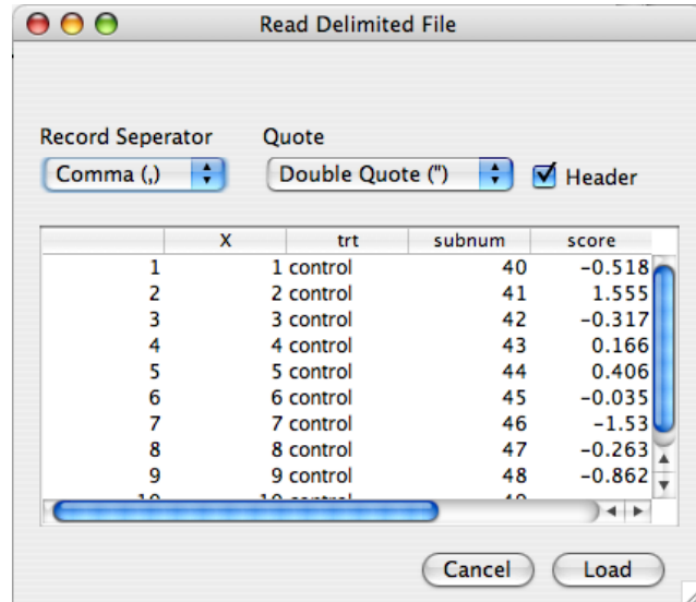 Read Delimited File
Record Seperator Quote
Comma (,) Double Quote (") Header
X trt subnum score
1 1 control 40 -0.518
2 2 control 41 1.555
3 3 control 42 -0.317
4 4 control 43 0.166
5 5 control 44 0.406
6 6 control 45 -0.035
7 7 control 46 -1.53
8 8 control 47 -0.263
9 9 control 48 -0.862
Cancel Load